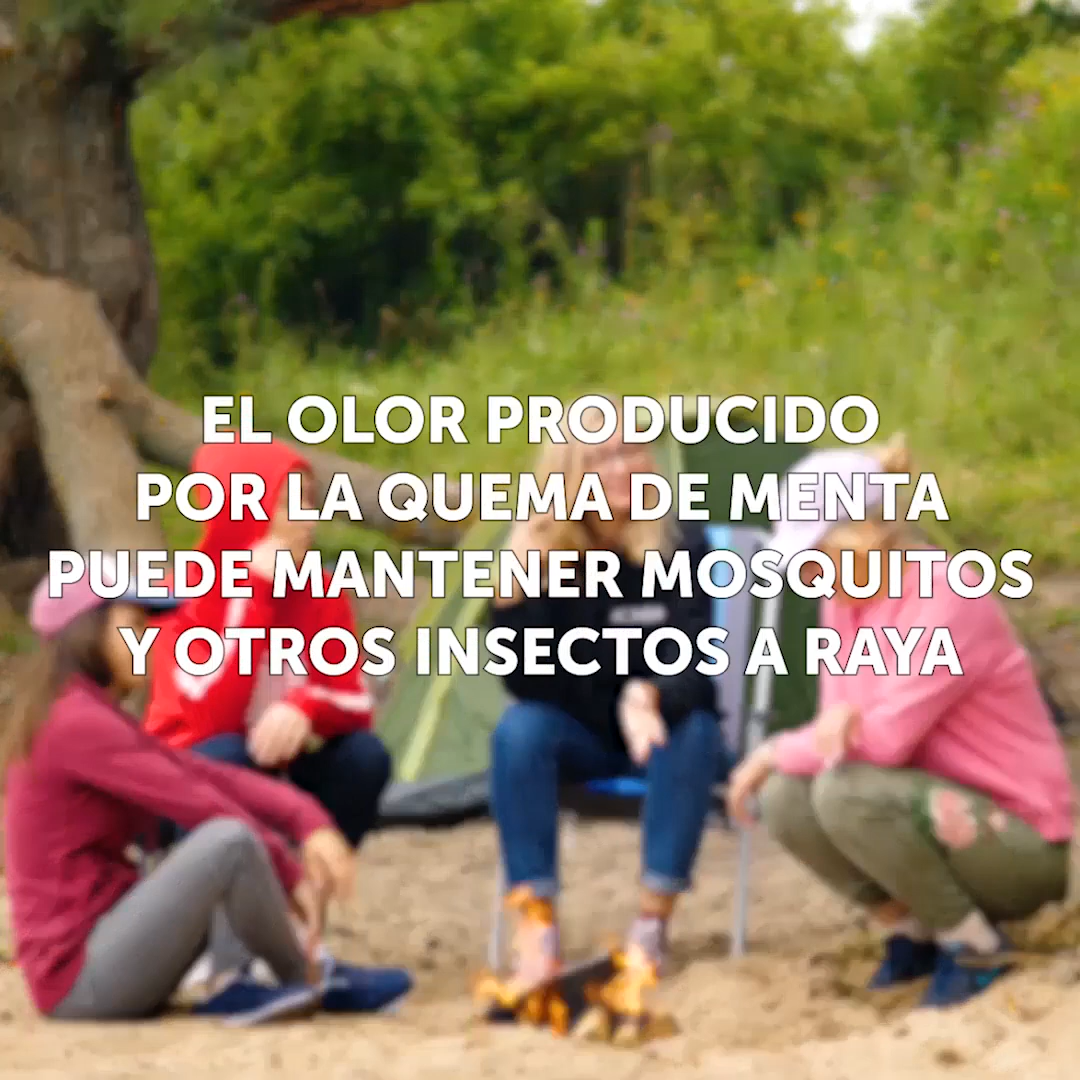 EL OLOR PRODUCIDO
POR LA QUEMA DE MENTA
PUEDE MANTENER MOSQUITOS
Y OTROS INSECTOS A RAYA